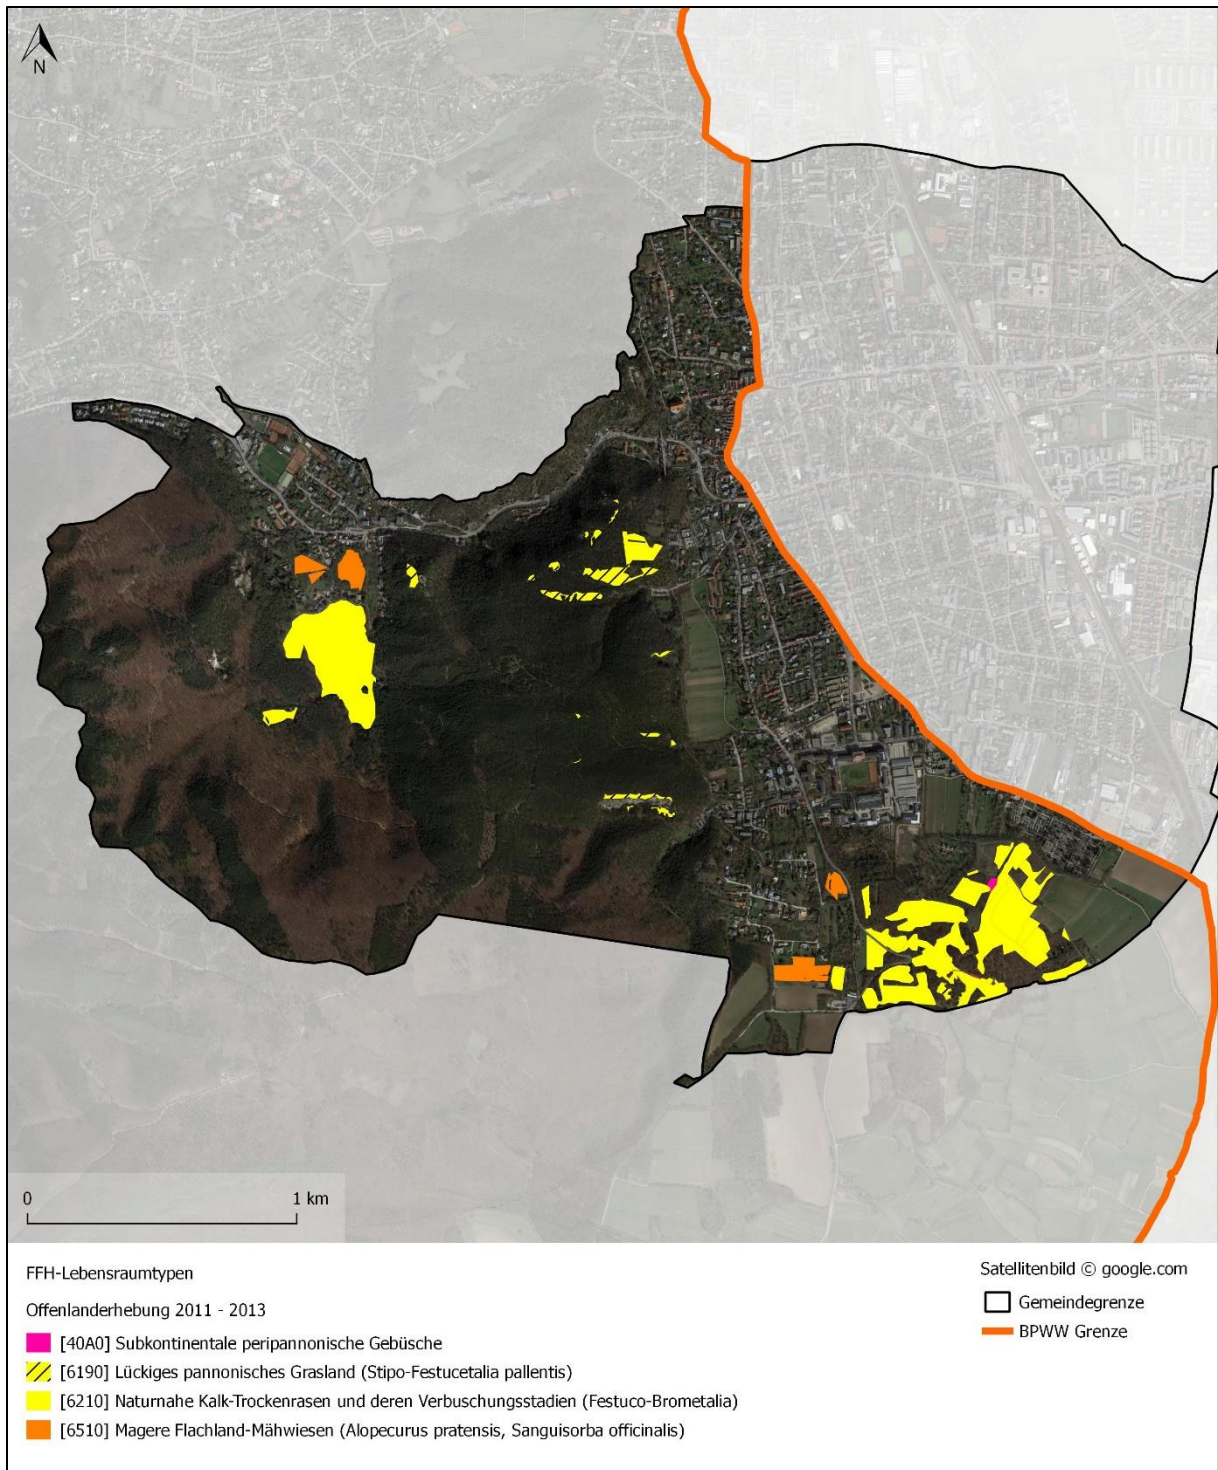 N
0 1 km
FFH-Lebensraumtypen
Offenlanderhebung 2011 - 2013
[40A0] Subkontinentale peripannonische Gebüsche
[6190] Lückiges pannonisches Grasland (Stipo-Festucetalia pallentis)
[6210] Naturnahe Kalk-Trockenrasen und deren Verbuschungsstadien (Festuco-Brometalia)
[6510] Magere Flachland-Mähwiesen (Alopecurus pratensis, Sanguisorba officinalis)
Satellitenbild © google.com
Gemeindegrenze
BPWW Grenze